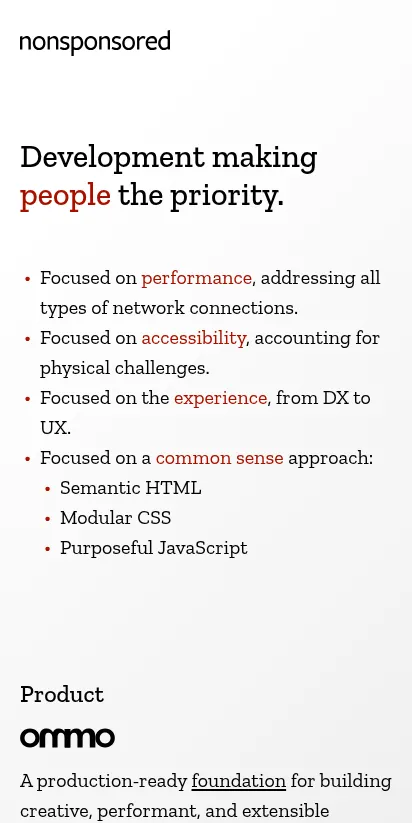 nonsponsored
Development making
people the priority.
• Focused on performance, addressing all
types of network connections.
• Focused on accessibility, accounting for
physical challenges.
• Focused on the experience, from DX to
UX.
• Focused on a common sense approach:
• Semantic HTML
• Modular CSS
• Purposeful JavaScript
Product
ommo
A production-ready foundation for building
creative, performant, and extensible